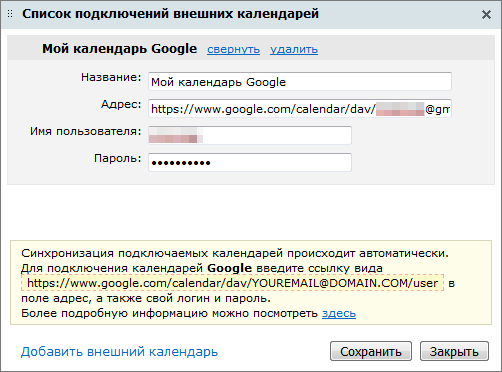 Список подключений внешних календарей
Мой календарь Google свернуть удалить
Название: Мой календарь Google
Адрес: https://www.google.com/calendar/dav/ @gm
Имя пользователя:
Пароль: ••••••••••
Синхронизация подключаемых календарей происходит автоматически.
Для подключения календарей Google введите ссылку вида
https://www.google.com/calendar/dav/YOUREMAIL@DOMAIN.COM/user в
поле адрес, а также свой логин и пароль.
Более подробную информацию можно посмотреть здесь
Добавить внешний календарь Сохранить Закрыть